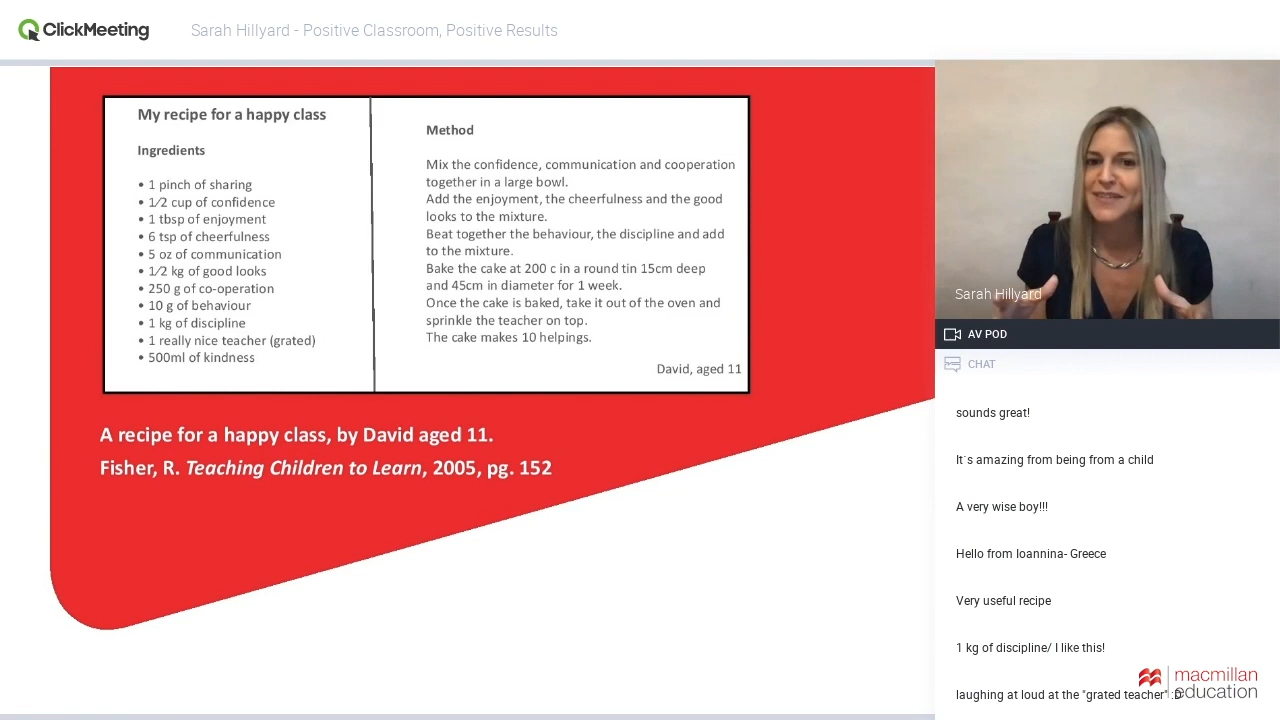 ClickMeeting
Sarah Hillyard - Positive Classroom, Positive Results
My recipe for a happy class
Ingredients
• 1 pinch of sharing
• 1/2 cup of confidence
• 1 tbsp of enjoyment
• 6 tsp of cheerfulness
• 5 oz of communication
• 1/2 kg of good looks
• 250 g of co-operation
• 10 g of behaviour
• 1 kg of discipline
• 1 really nice teacher (grated)
• 500ml of kindness
Method
Mix the confidence, communication and cooperation
together in a large bowl.
Add the enjoyment, the cheerfulness and the good
looks to the mixture.
Beat together the behaviour, the discipline and add
to the mixture.
Bake the cake at 200 c in a round tin 15cm deep
and 45cm in diameter for 1 week.
Once the cake is baked, take it out of the oven and
sprinkle the teacher on top.
The cake makes 10 helpings.
David, aged 11
A recipe for a happy class, by David aged 11.
Fisher, R. Teaching Children to Learn, 2005, pg. 152
Sarah Hillyard
AV POD
CHAT
sounds great!
It´s amazing from being from a child
A very wise boy!!!
Hello from Ioannina- Greece
Very useful recipe
1 kg of discipline/ I like this!
laughing at loud at the "grated teacher" :D
macmillan
education